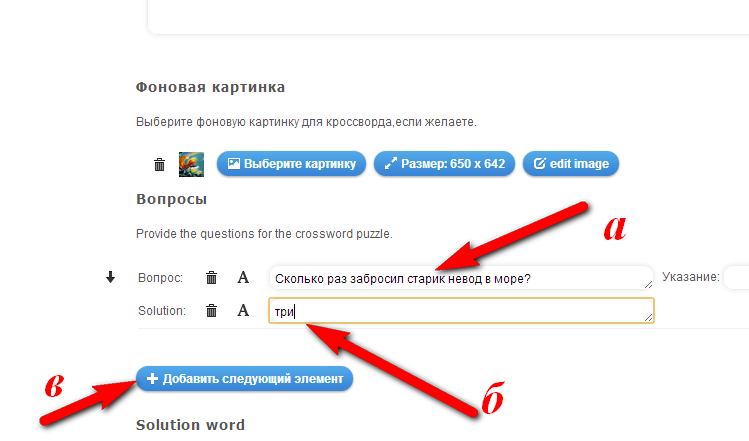 Фоновая картинка
Выберите фоновую картинку для кроссворда,если желаете.
Выберите картинку Размер: 650 x 642 edit image
Вопросы
Provide the questions for the crossword puzzle.
а
Вопрос: A Сколько раз забросил старик невод в море? Указание:
Solution: A три
в
Добавить следующий элемент
б
Solution word